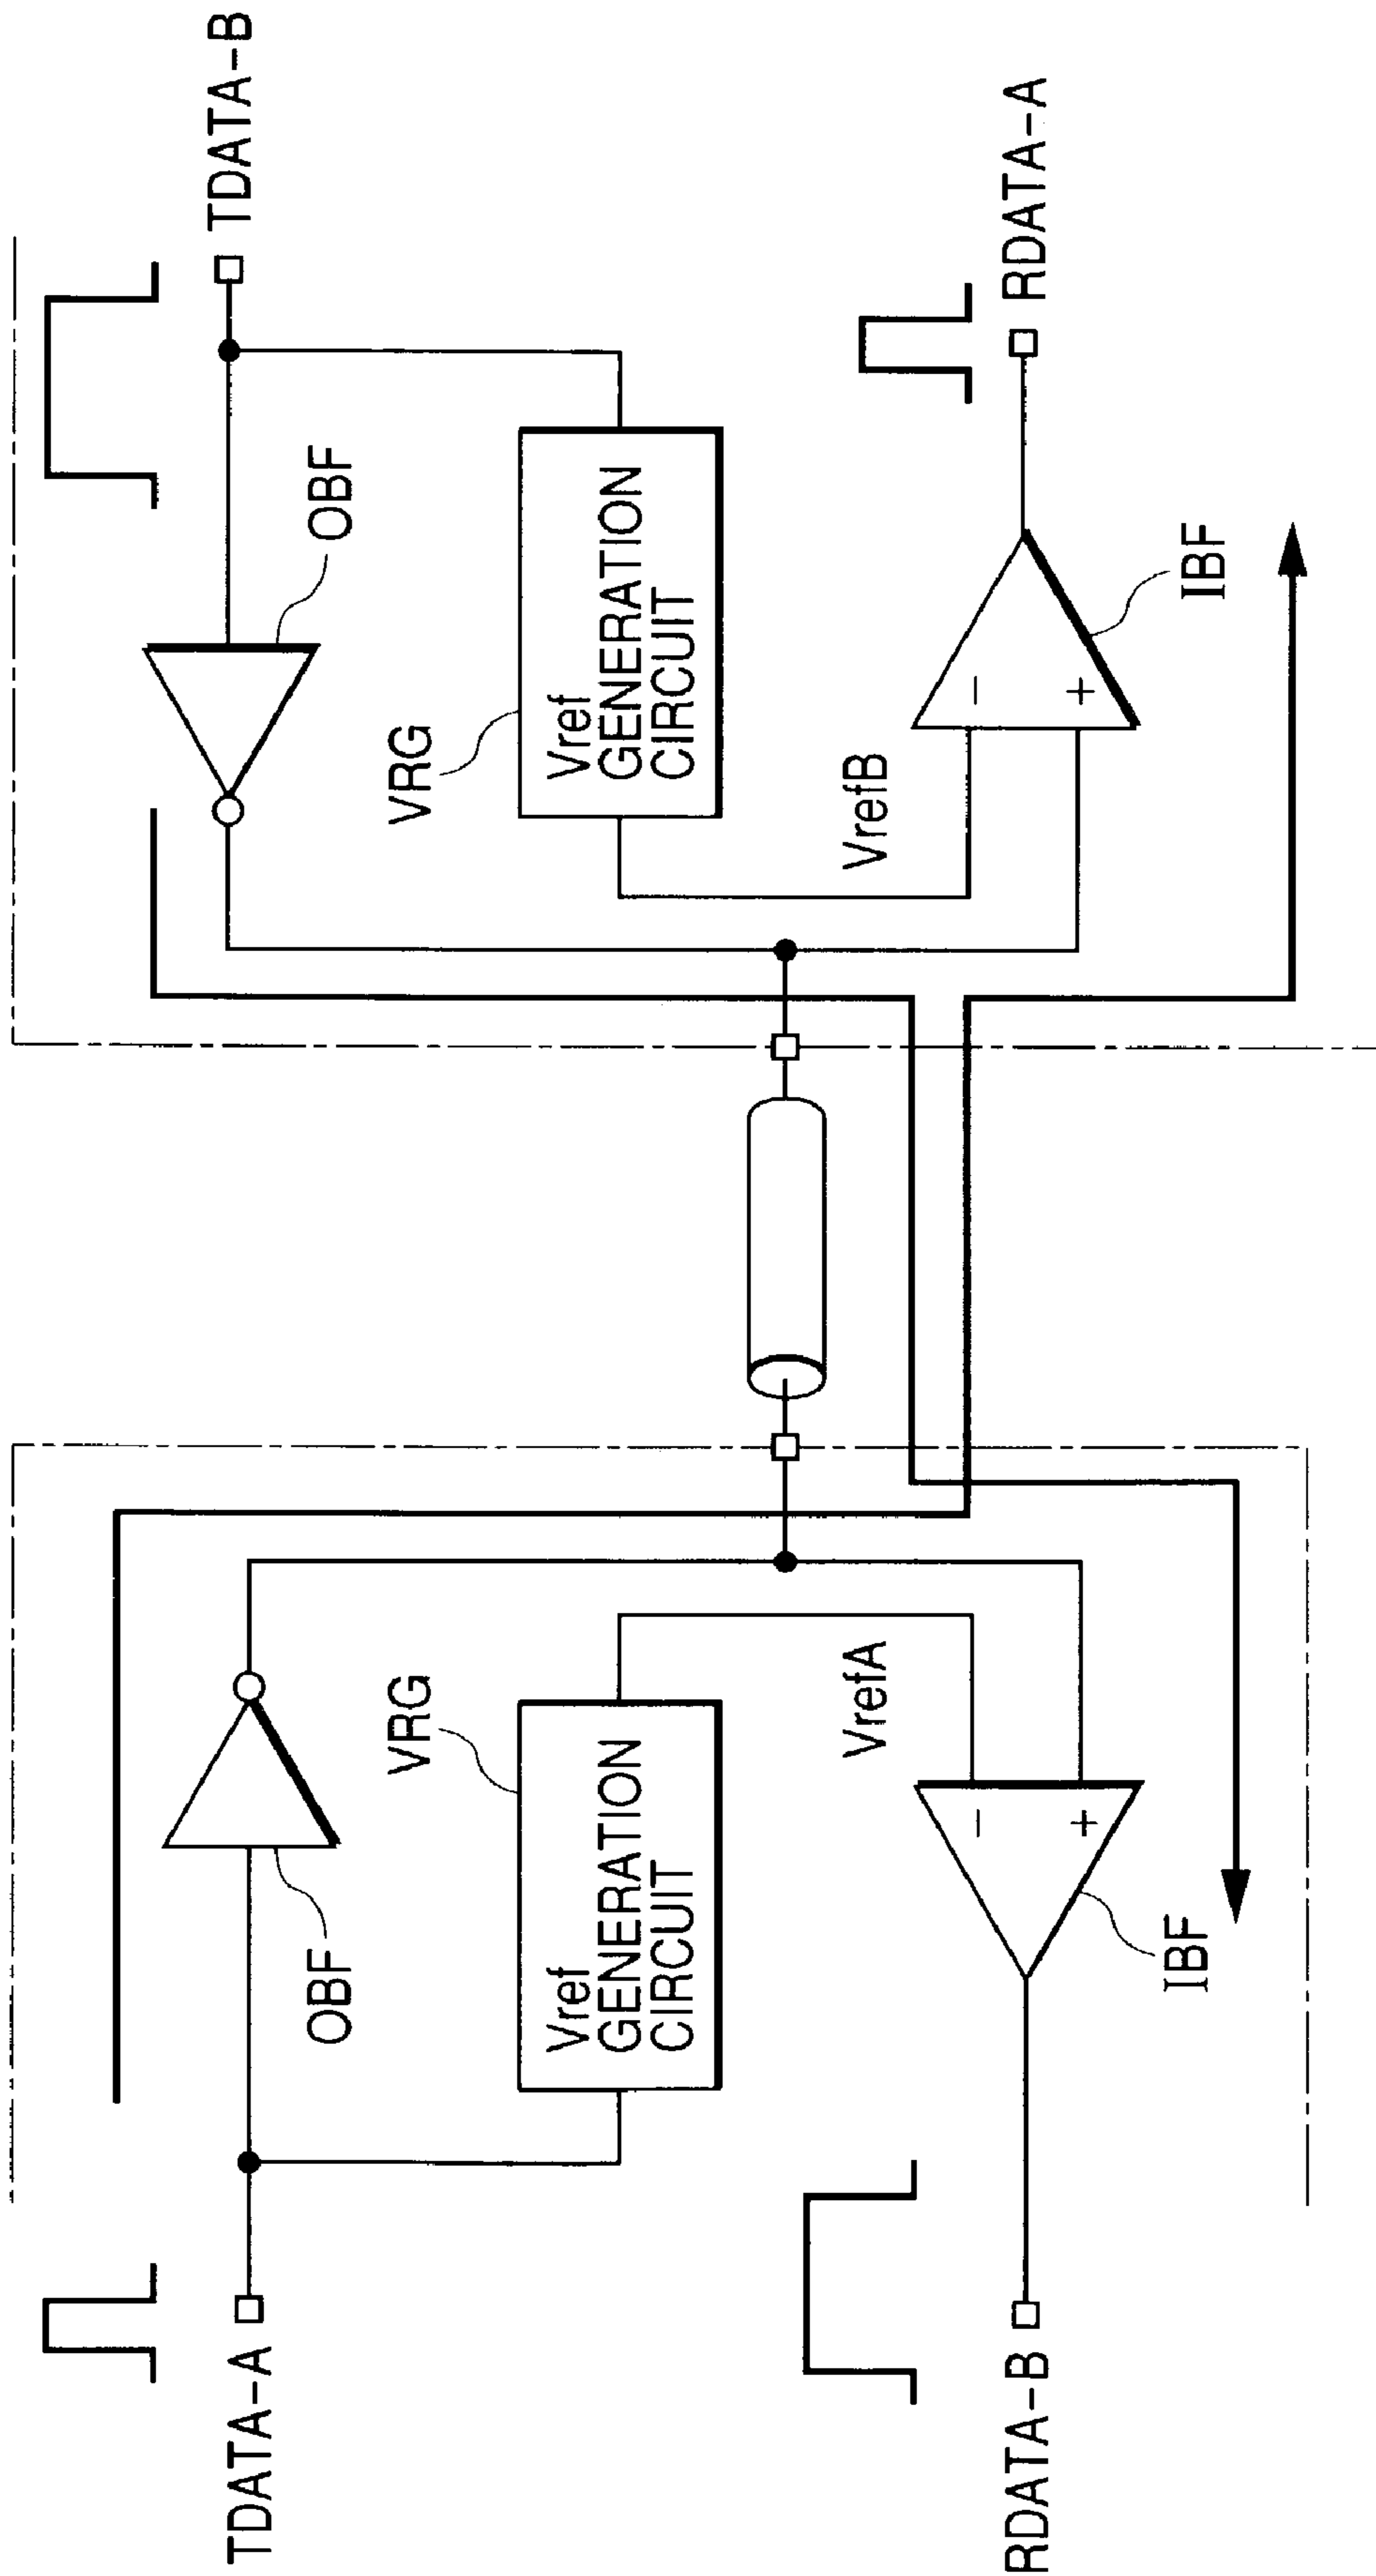 TDATA-A
OBF
VRG
Vref
GENERATION
CIRCUIT
VrefA
-
+
IBF
RDATA-B
TDATA-B
OBF
VRG
Vref
GENERATION
CIRCUIT
VrefB
-
+
IBF
RDATA-A